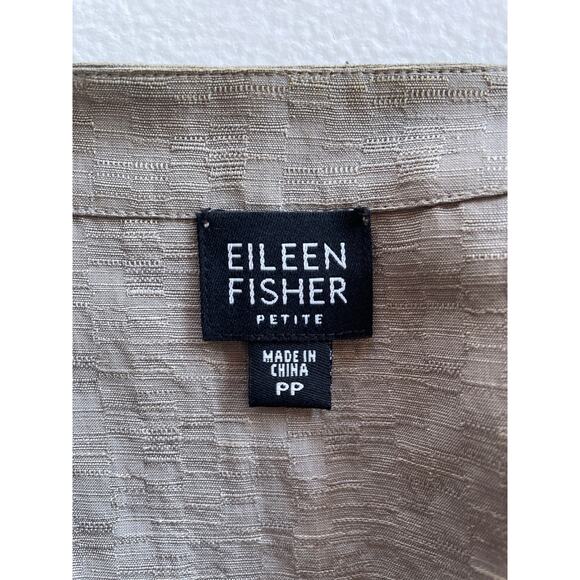 EILEEN
FISHER
PETITE
MADE IN
CHINA
PP